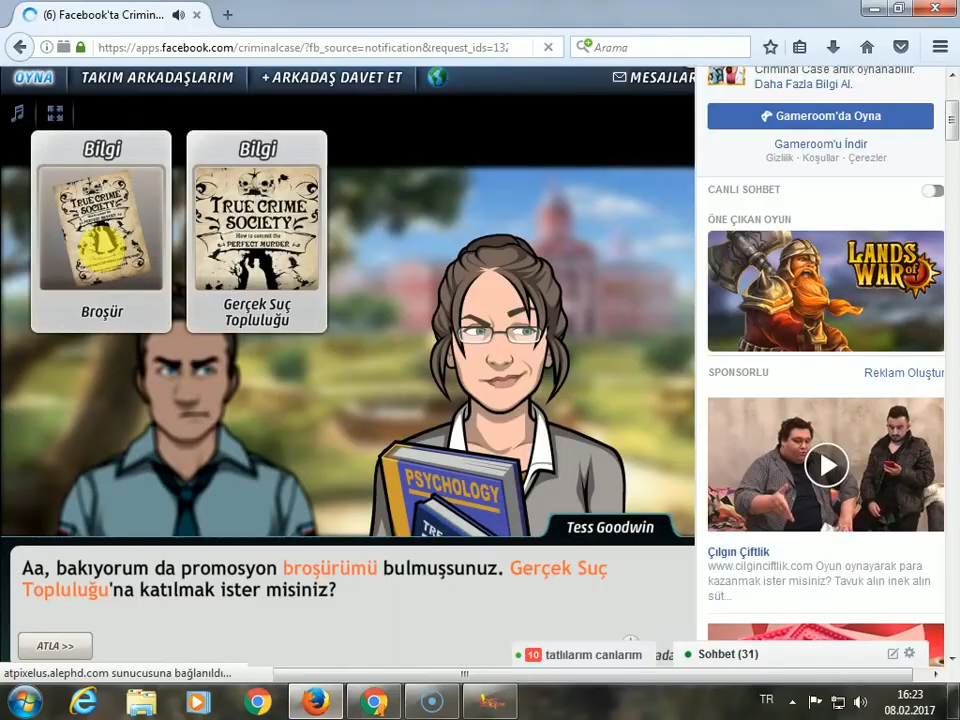 (6) Facebook'ta Crimin...
https://apps.facebook.com/criminalcase/?fb_source=notification&request_ids=132
Arama
OYNA
TAKIM ARKADAŞLARIM
+ ARKADAŞ DAVET ET
MESAJLAR
Bilgi
TRUE CRIME
SOCIETY
Broşür
Bilgi
TRUE CRIME
SOCIETY
How to commit the
PERFECT MURDER
Gerçek Suç
Topluluğu
PSYCHOLOGY
Tess Goodwin
Aa, bakıyorum da promosyon broşürümü bulmuşsunuz. Gerçek Suç
Topluluğu'na katılmak ister misiniz?
ATLA >>
Criminal Case artık oynanabilir.
Daha Fazla Bilgi Al.
Gameroom'da Oyna
Gameroom'u İndir
Gizlilik · Koşullar · Çerezler
CANLI SOHBET
ÖNE ÇIKAN OYUN
LANDS
OF
WAR
SPONSORLU
Reklam Oluştur
Çılgın Çiftlik
www.cilginciftlik.com Oyun oynayarak para
kazanmak ister misiniz? Tavuk alın inek alın
süt...
10 tatlılarım canlarım
Sohbet (31)
atpixelus.alephd.com sunucusuna bağlanıldı...
TR
16:23
08.02.2017